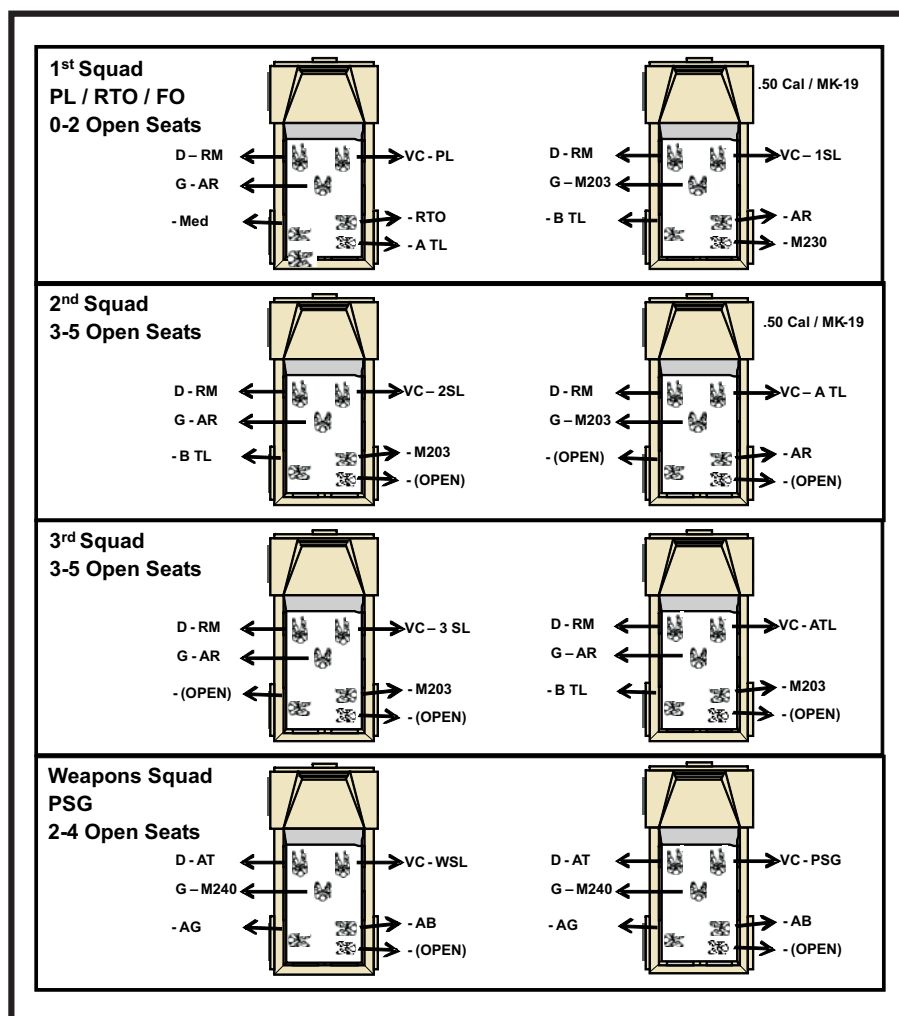 1st Squad
PL / RTO / FO
0-2 Open Seats
D – RM
VC - PL
G - AR
- Med
- RTO
- A TL
.50 Cal / MK-19
D - RM
VC – 1SL
G – M203
- B TL
- AR
- M230
2nd Squad
3-5 Open Seats
D - RM
VC – 2SL
G - AR
- B TL
- M203
- (OPEN)
.50 Cal / MK-19
D - RM
VC – A TL
G – M203
- (OPEN)
- AR
- (OPEN)
3rd Squad
3-5 Open Seats
D - RM
VC – 3 SL
G - AR
- (OPEN)
- M203
- (OPEN)
D - RM
VC - ATL
G – AR
- B TL
- M203
- (OPEN)
Weapons Squad
PSG
2-4 Open Seats
D - AT
VC - WSL
G – M240
- AG
- AB
- (OPEN)
D - AT
VC - PSG
G – M240
- AG
- AB
- (OPEN)